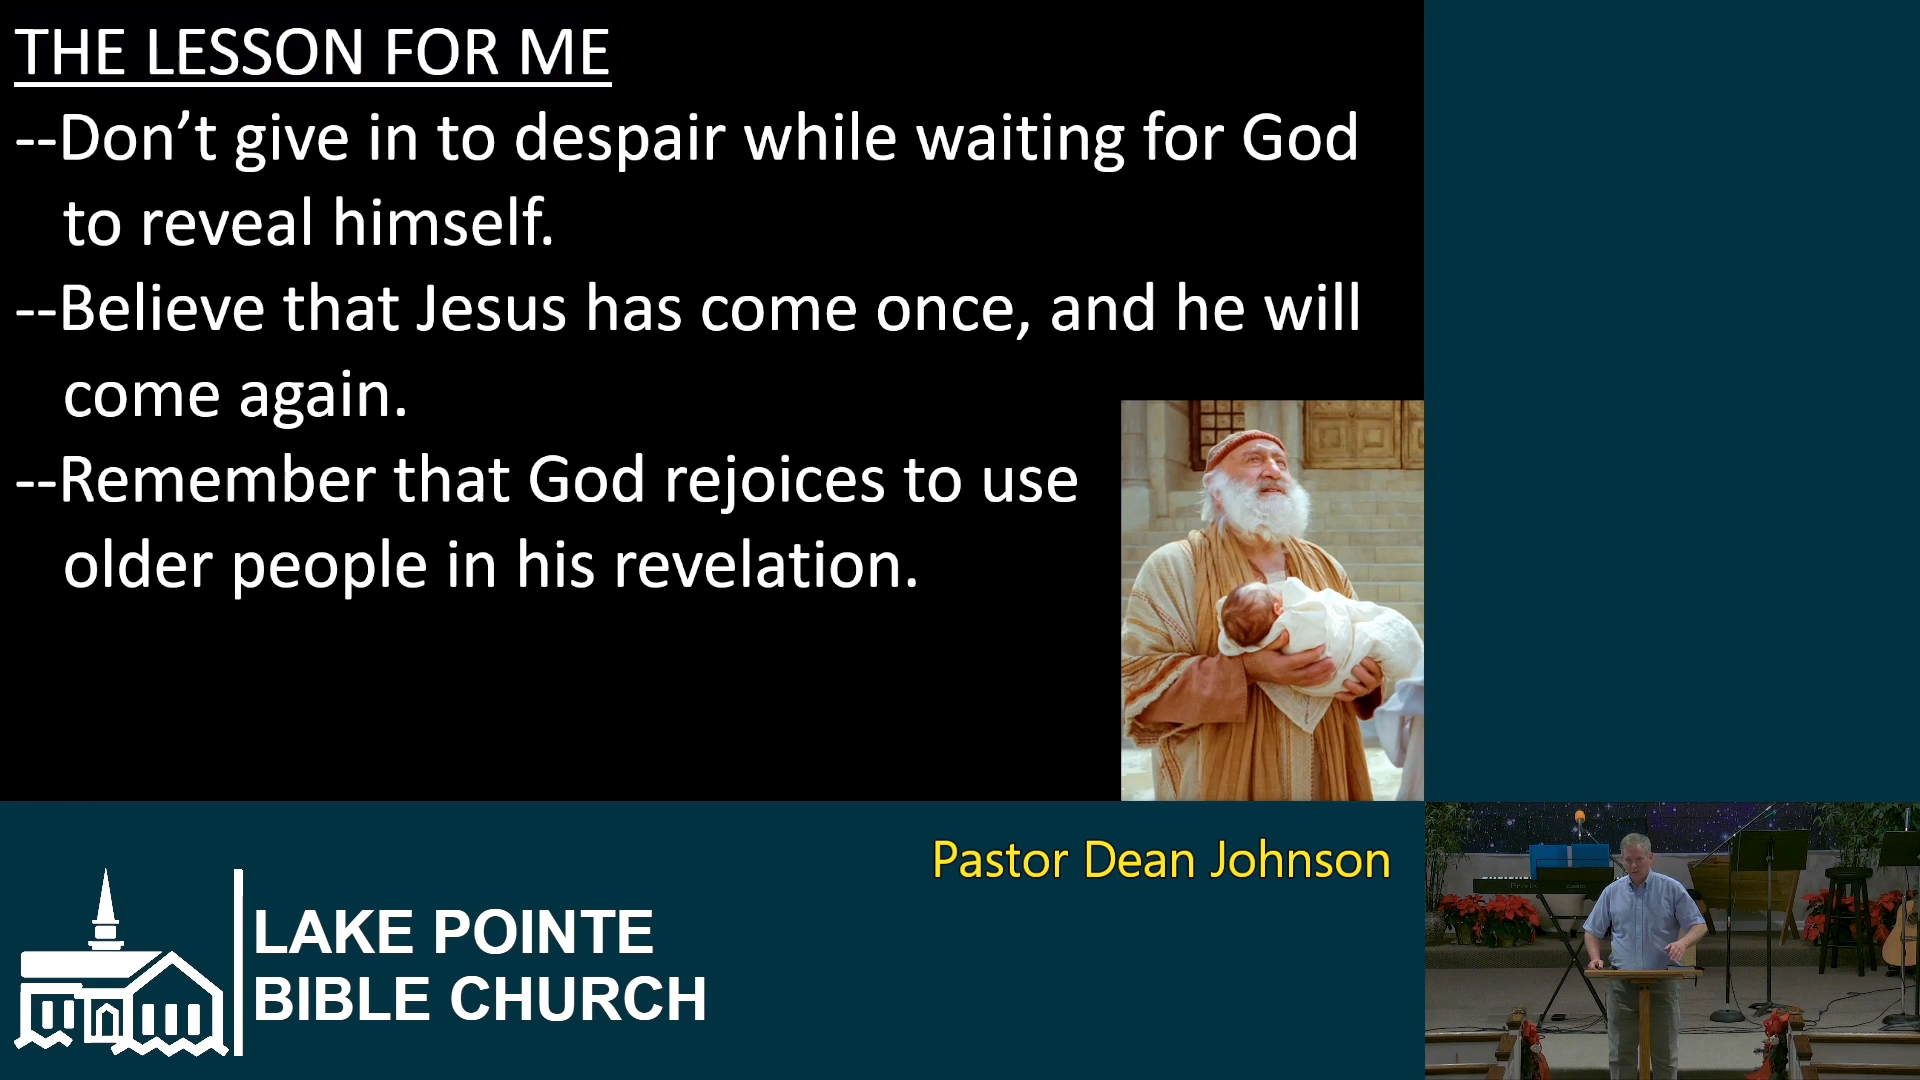 THE LESSON FOR ME
--Don’t give in to despair while waiting for God
to reveal himself.
--Believe that Jesus has come once, and he will
come again.
--Remember that God rejoices to use
older people in his revelation.
Pastor Dean Johnson
LAKE POINTE
BIBLE CHURCH